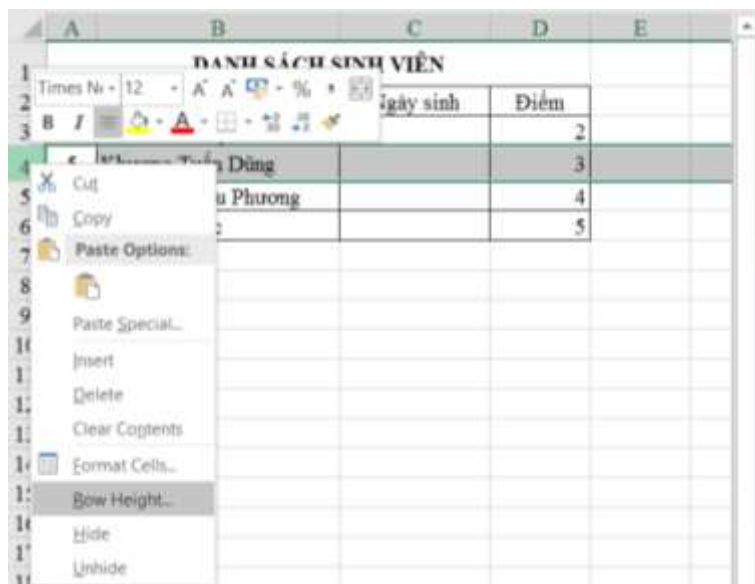 A B C D E
1 DANH SÁCH SINH VIÊN
Times Ne 12 A A %
2 Ngày sinh Điểm
B I A
3 2
4 Tuấn Dũng 3
Cut
5 u Phương 4
Copy
6 5
7 Paste Options:
8
9 Paste Special...
Insert
Delete
Clear Contents
Format Cells...
Row Height...
Hide
Unhide